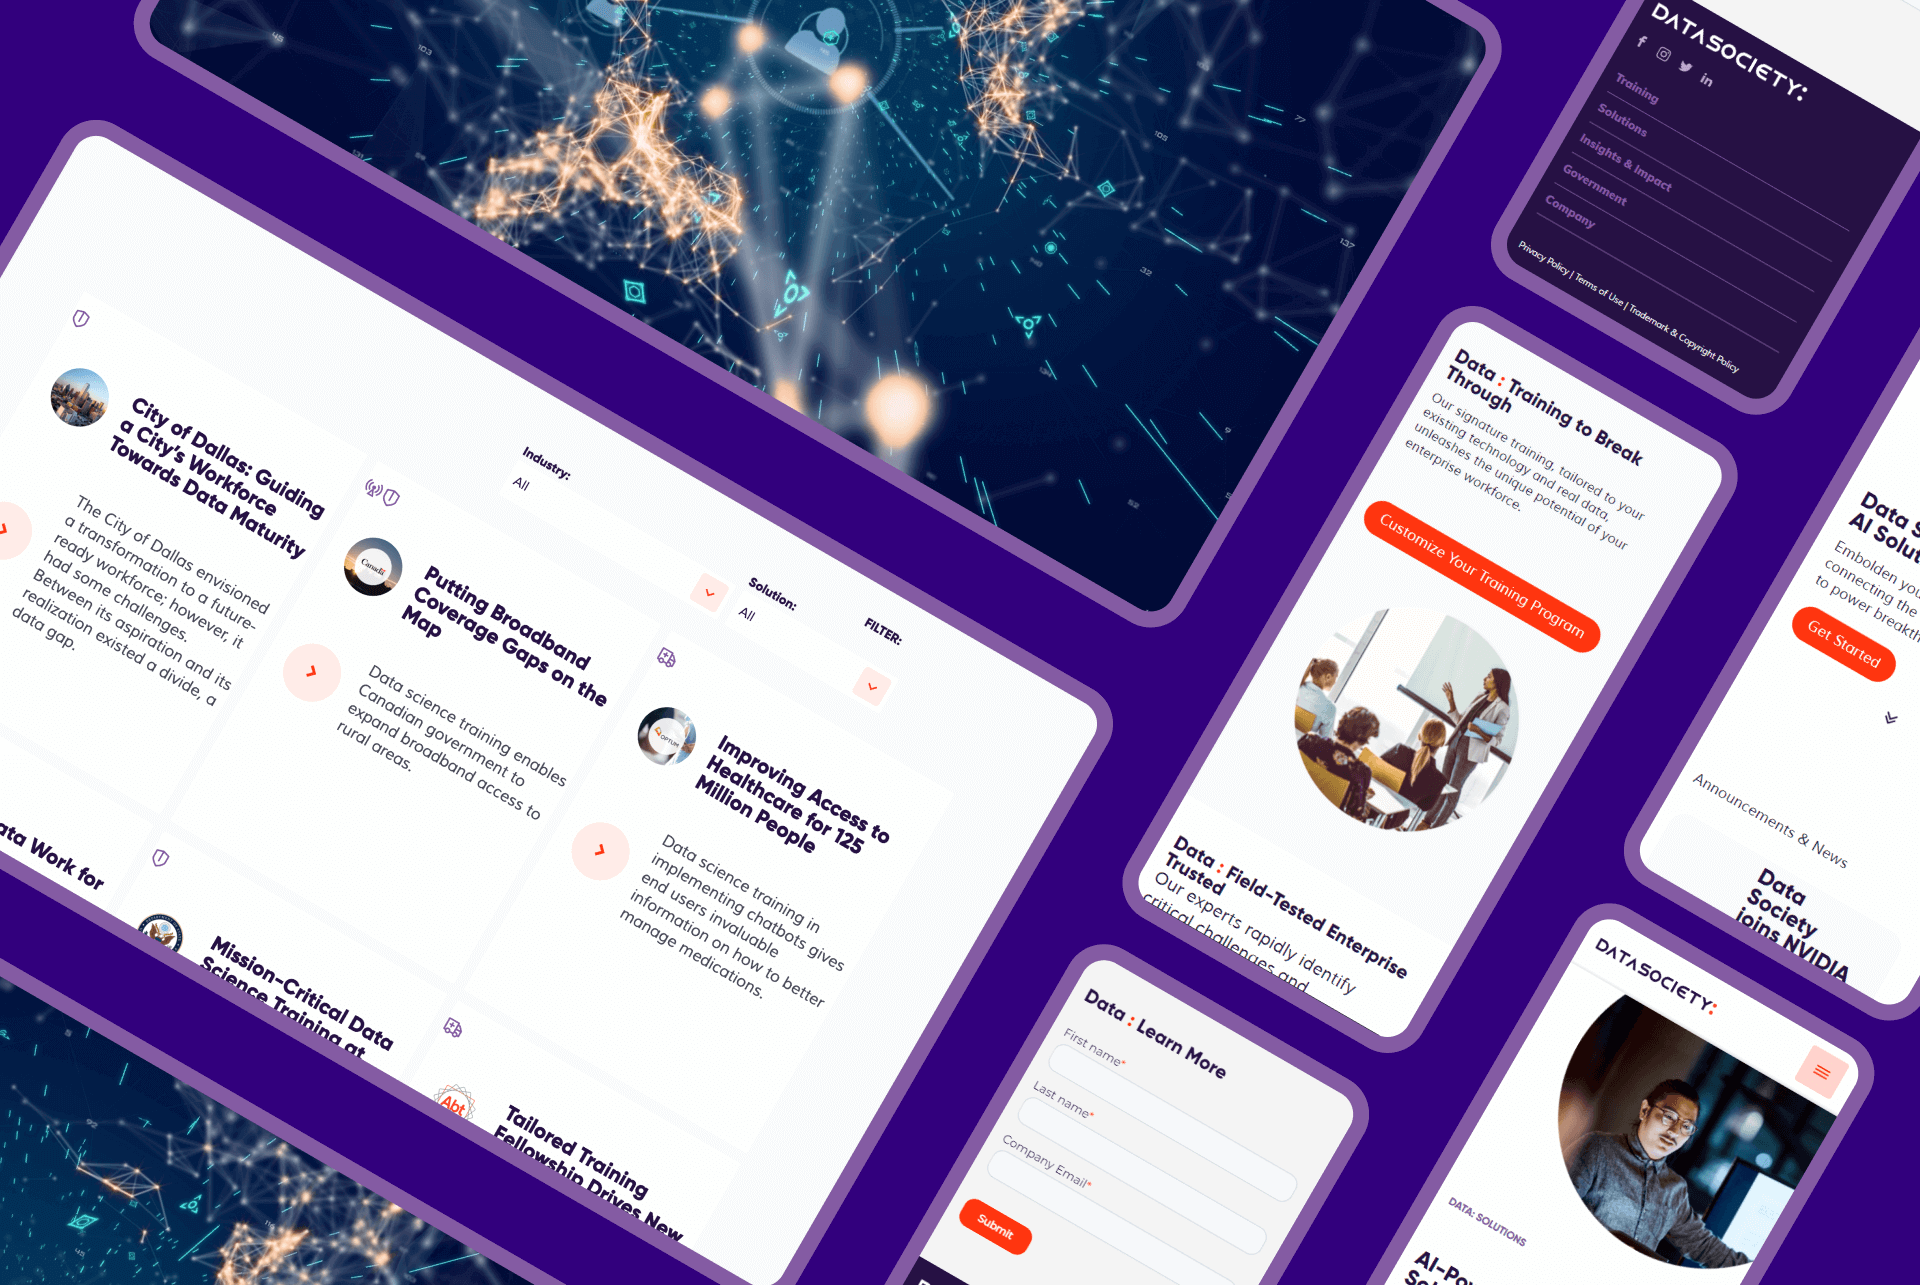 City of Dallas: Guiding
a City's Workforce
Towards Data Maturity
The City of Dallas envisioned
a transformation to a future-
ready workforce; however, it
had some challenges.
Between its aspiration and its
realization existed a divide, a
data gap.
Industry:
All
Solution:
All
FILTER:
Canada
Putting Broadband
Coverage Gaps on the
Map
Data science training enables
Canadian government to
expand broadband access to
rural areas.
OPTUM
Improving Access to
Healthcare for 125
Million People
Data science training in
implementing chatbots gives
end users invaluable
information on how to better
manage medications.
ata Work for
Mission-Critical Data
Science Training at
Abt
Tailored Training
Fellowship Drives New
DATASOCIETY:
Training
Solutions
Insights & Impact
Government
Company
Privacy Policy | Terms of Use | Trademark & Copyright Policy
Data : Training to Break
Through
Our signature training, tailored to your
existing technology and real data,
unleashes the unique potential of your
enterprise workforce.
Customize Your Training Program
Data : Field-Tested Enterprise
Trusted
Our experts rapidly identify
critical challenges and
Data S
AI Solut
Embolden you
connecting the
to power breakth
Get Started
Announcements & News
Data
Society
joins NVIDIA
Data : Learn More
First name*
Last name*
Company Email*
Submit
DATASOCIETY:
DATA: SOLUTIONS
AI-Po